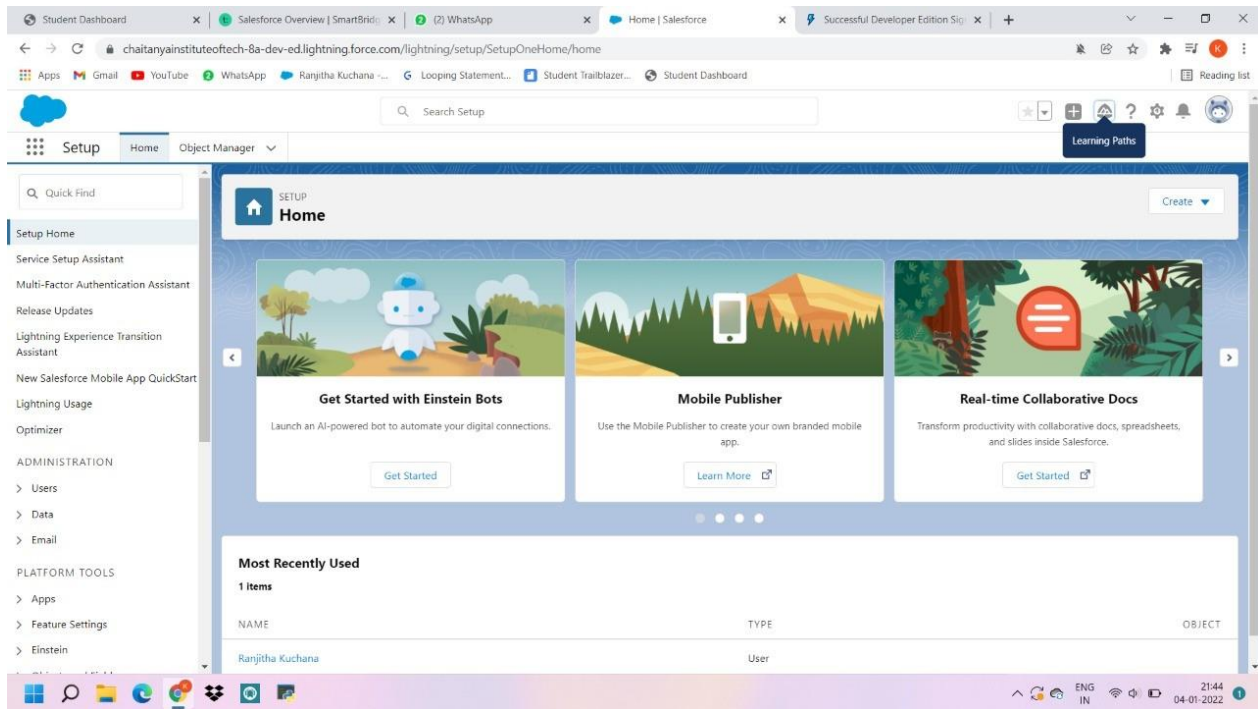 Student Dashboard
Salesforce Overview | SmartBridg
(2) WhatsApp
Home | Salesforce
Successful Developer Edition Sig
chaitanyainstituteoftech-8a-dev-ed.lightning.force.com/lightning/setup/SetupOneHome/home
K
Apps Gmail YouTube WhatsApp Ranjitha Kuchana -... Looping Statement... Student Trailblazer... Student Dashboard Reading list
Search Setup
Learning Paths
Setup Home Object Manager
Quick Find
Setup Home
Service Setup Assistant
Multi-Factor Authentication Assistant
Release Updates
Lightning Experience Transition
Assistant
New Salesforce Mobile App QuickStart
Lightning Usage
Optimizer
ADMINISTRATION
Users
Data
Email
PLATFORM TOOLS
Apps
Feature Settings
Einstein
SETUP
Home
Create
Get Started with Einstein Bots
Launch an AI-powered bot to automate your digital connections.
Get Started
Mobile Publisher
Use the Mobile Publisher to create your own branded mobile
app.
Learn More
Real-time Collaborative Docs
Transform productivity with collaborative docs, spreadsheets,
and slides inside Salesforce.
Get Started
Most Recently Used
1 items
NAME TYPE OBJECT
Ranjitha Kuchana User
ENG
IN
21:44
04-01-2022
1